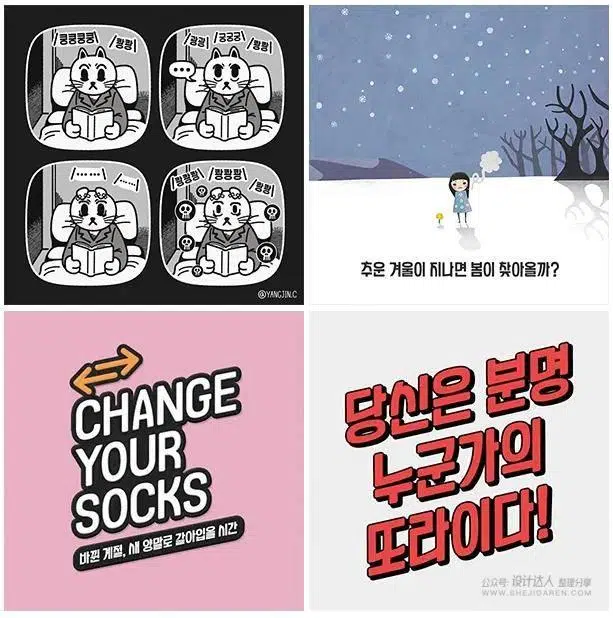 쿵쿵쿵쿵
쾅쾅
쾅쾅
쿵쿵쿵
쾅쾅
...
……
……
쾅쾅쾅
쾅쾅쾅
쾅쾅
@YANGJIN.C
추운 겨울이 지나면 봄이 찾아올까?
CHANGE
YOUR
SOCKS
바뀐 계절, 새 양말로 갈아입을 시간
당신은 분명
누군가의
또라이다!
公众号·设计达人 整理分享
WWW.SHEJIDAREN.COM